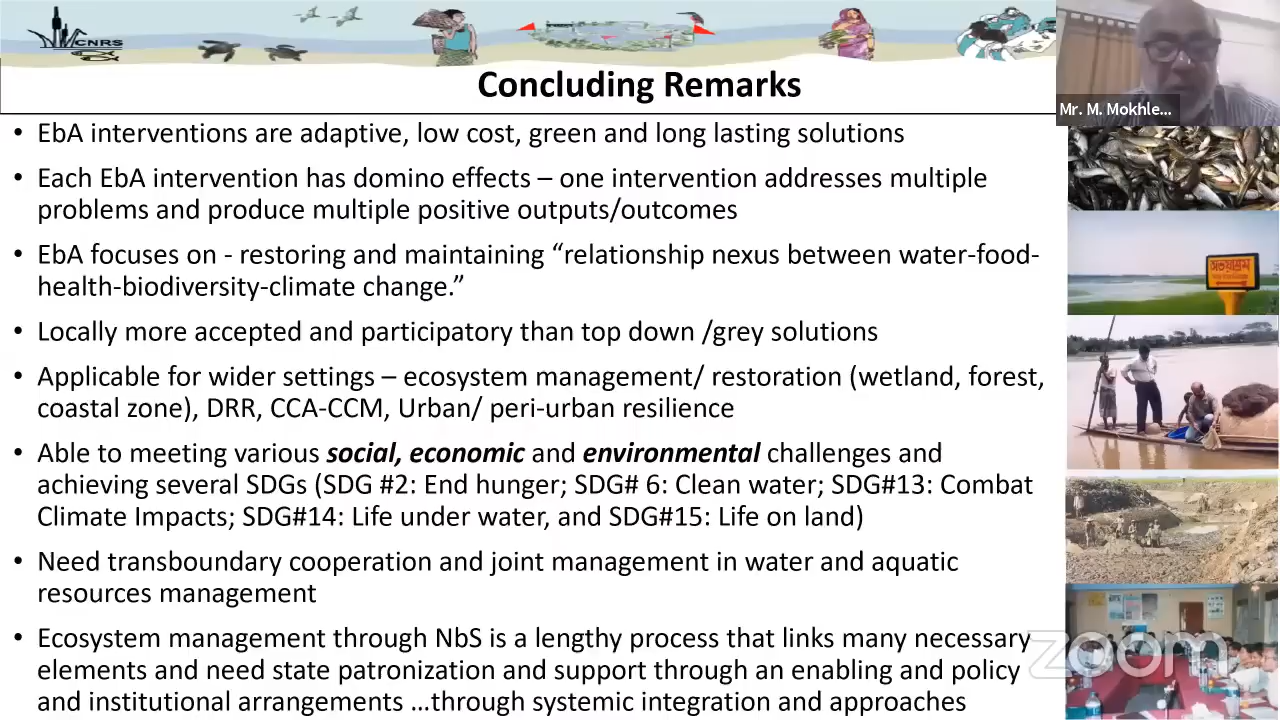 CNRS
Concluding Remarks
Mr. M. Mokhle...
• EbA interventions are adaptive, low cost, green and long lasting solutions
• Each EbA intervention has domino effects – one intervention addresses multiple
problems and produce multiple positive outputs/outcomes
• EbA focuses on - restoring and maintaining “relationship nexus between water-food-
health-biodiversity-climate change.”
• Locally more accepted and participatory than top down /grey solutions
• Applicable for wider settings – ecosystem management/ restoration (wetland, forest,
coastal zone), DRR, CCA-CCM, Urban/ peri-urban resilience
• Able to meeting various social, economic and environmental challenges and
achieving several SDGs (SDG #2: End hunger; SDG# 6: Clean water; SDG#13: Combat
Climate Impacts; SDG#14: Life under water, and SDG#15: Life on land)
• Need transboundary cooperation and joint management in water and aquatic
resources management
• Ecosystem management through NbS is a lengthy process that links many necessary
elements and need state patronization and support through an enabling and policy
and institutional arrangements ...through systemic integration and approaches
অভয়াশ্রম
zoom